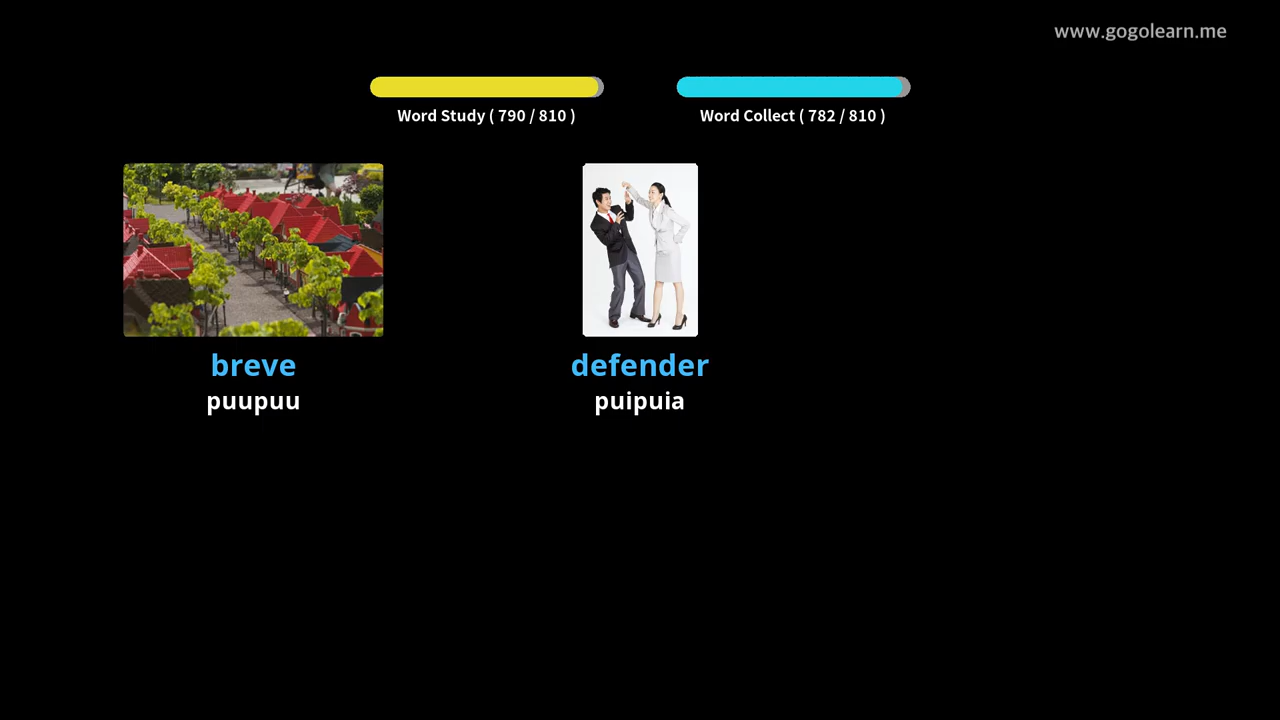 www.gogolearn.me
Word Study ( 790 / 810 )
Word Collect ( 782 / 810 )
breve
puupuu
defender
puipuia